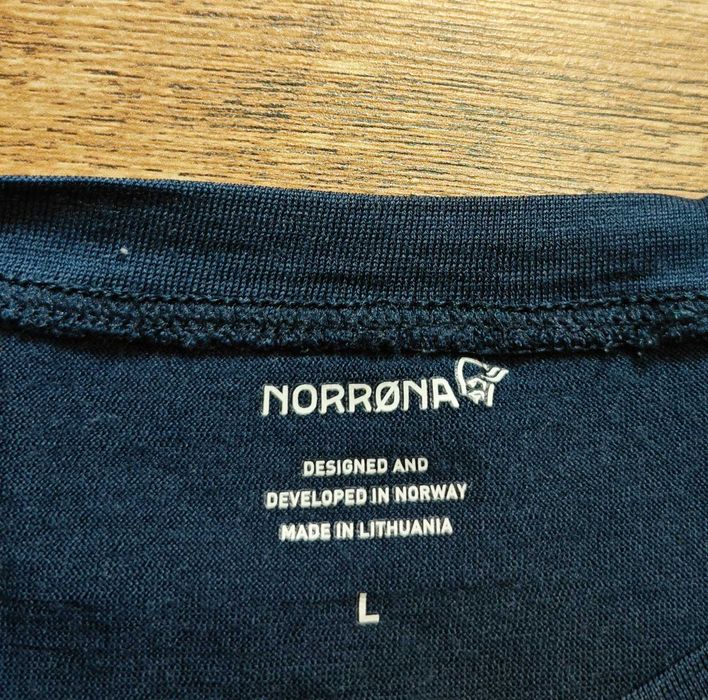 NORRØNA
DESIGNED AND
DEVELOPED IN NORWAY
MADE IN LITHUANIA
L